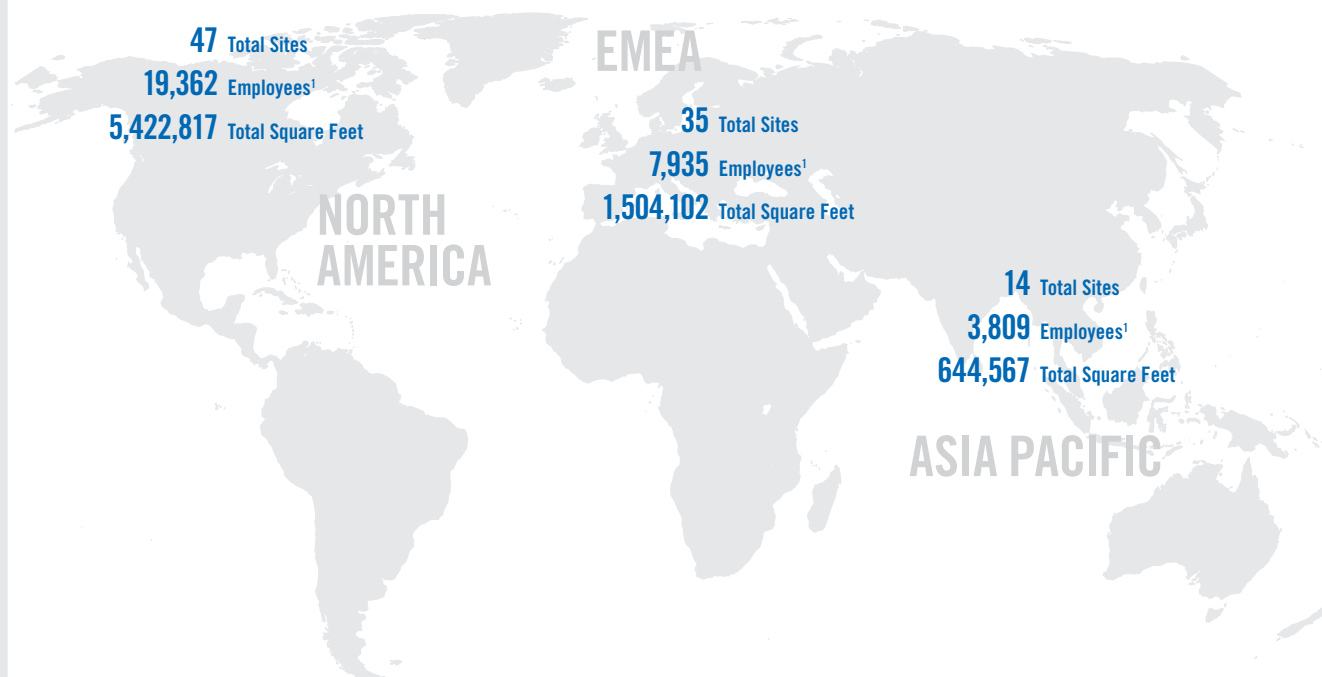 47 Total Sites
19,362 Employees¹
5,422,817 Total Square Feet
NORTH
AMERICA
EMEA
35 Total Sites
7,935 Employees¹
1,504,102 Total Square Feet
14 Total Sites
3,809 Employees¹
644,567 Total Square Feet
ASIA PACIFIC